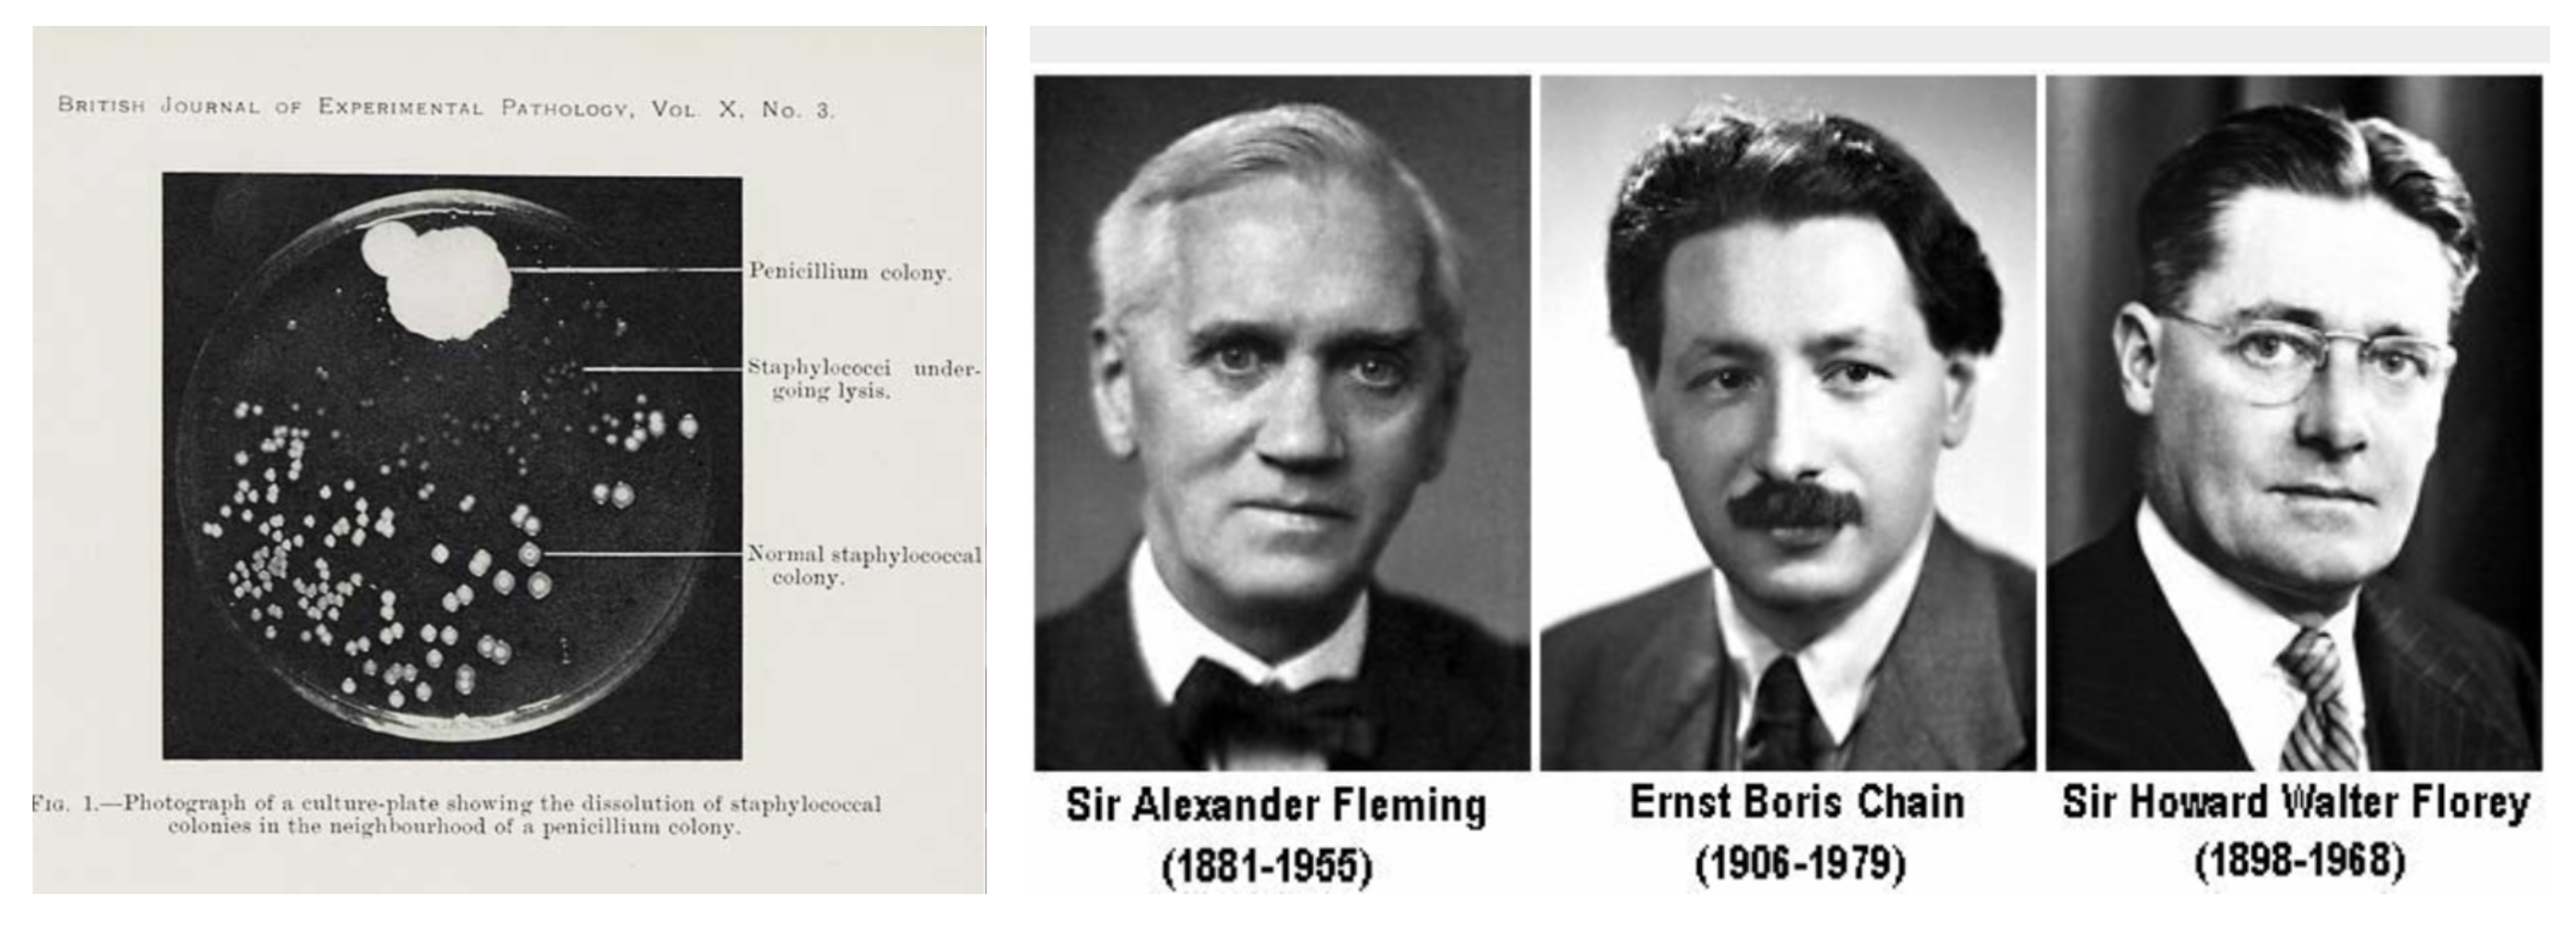 BRITISH JOURNAL OF EXPERIMENTAL PATHOLOGY, VOL. X, NO. 3.
Penicillium colony.
Staphylococci under-
going lysis.
Normal staphylococcal
colony.
FIG. 1.—Photograph of a culture-plate showing the dissolution of staphylococcal
colonies in the neighbourhood of a penicillium colony.
Sir Alexander Fleming
(1881-1955)
Ernst Boris Chain
(1906-1979)
Sir Howard Walter Florey
(1898-1968)